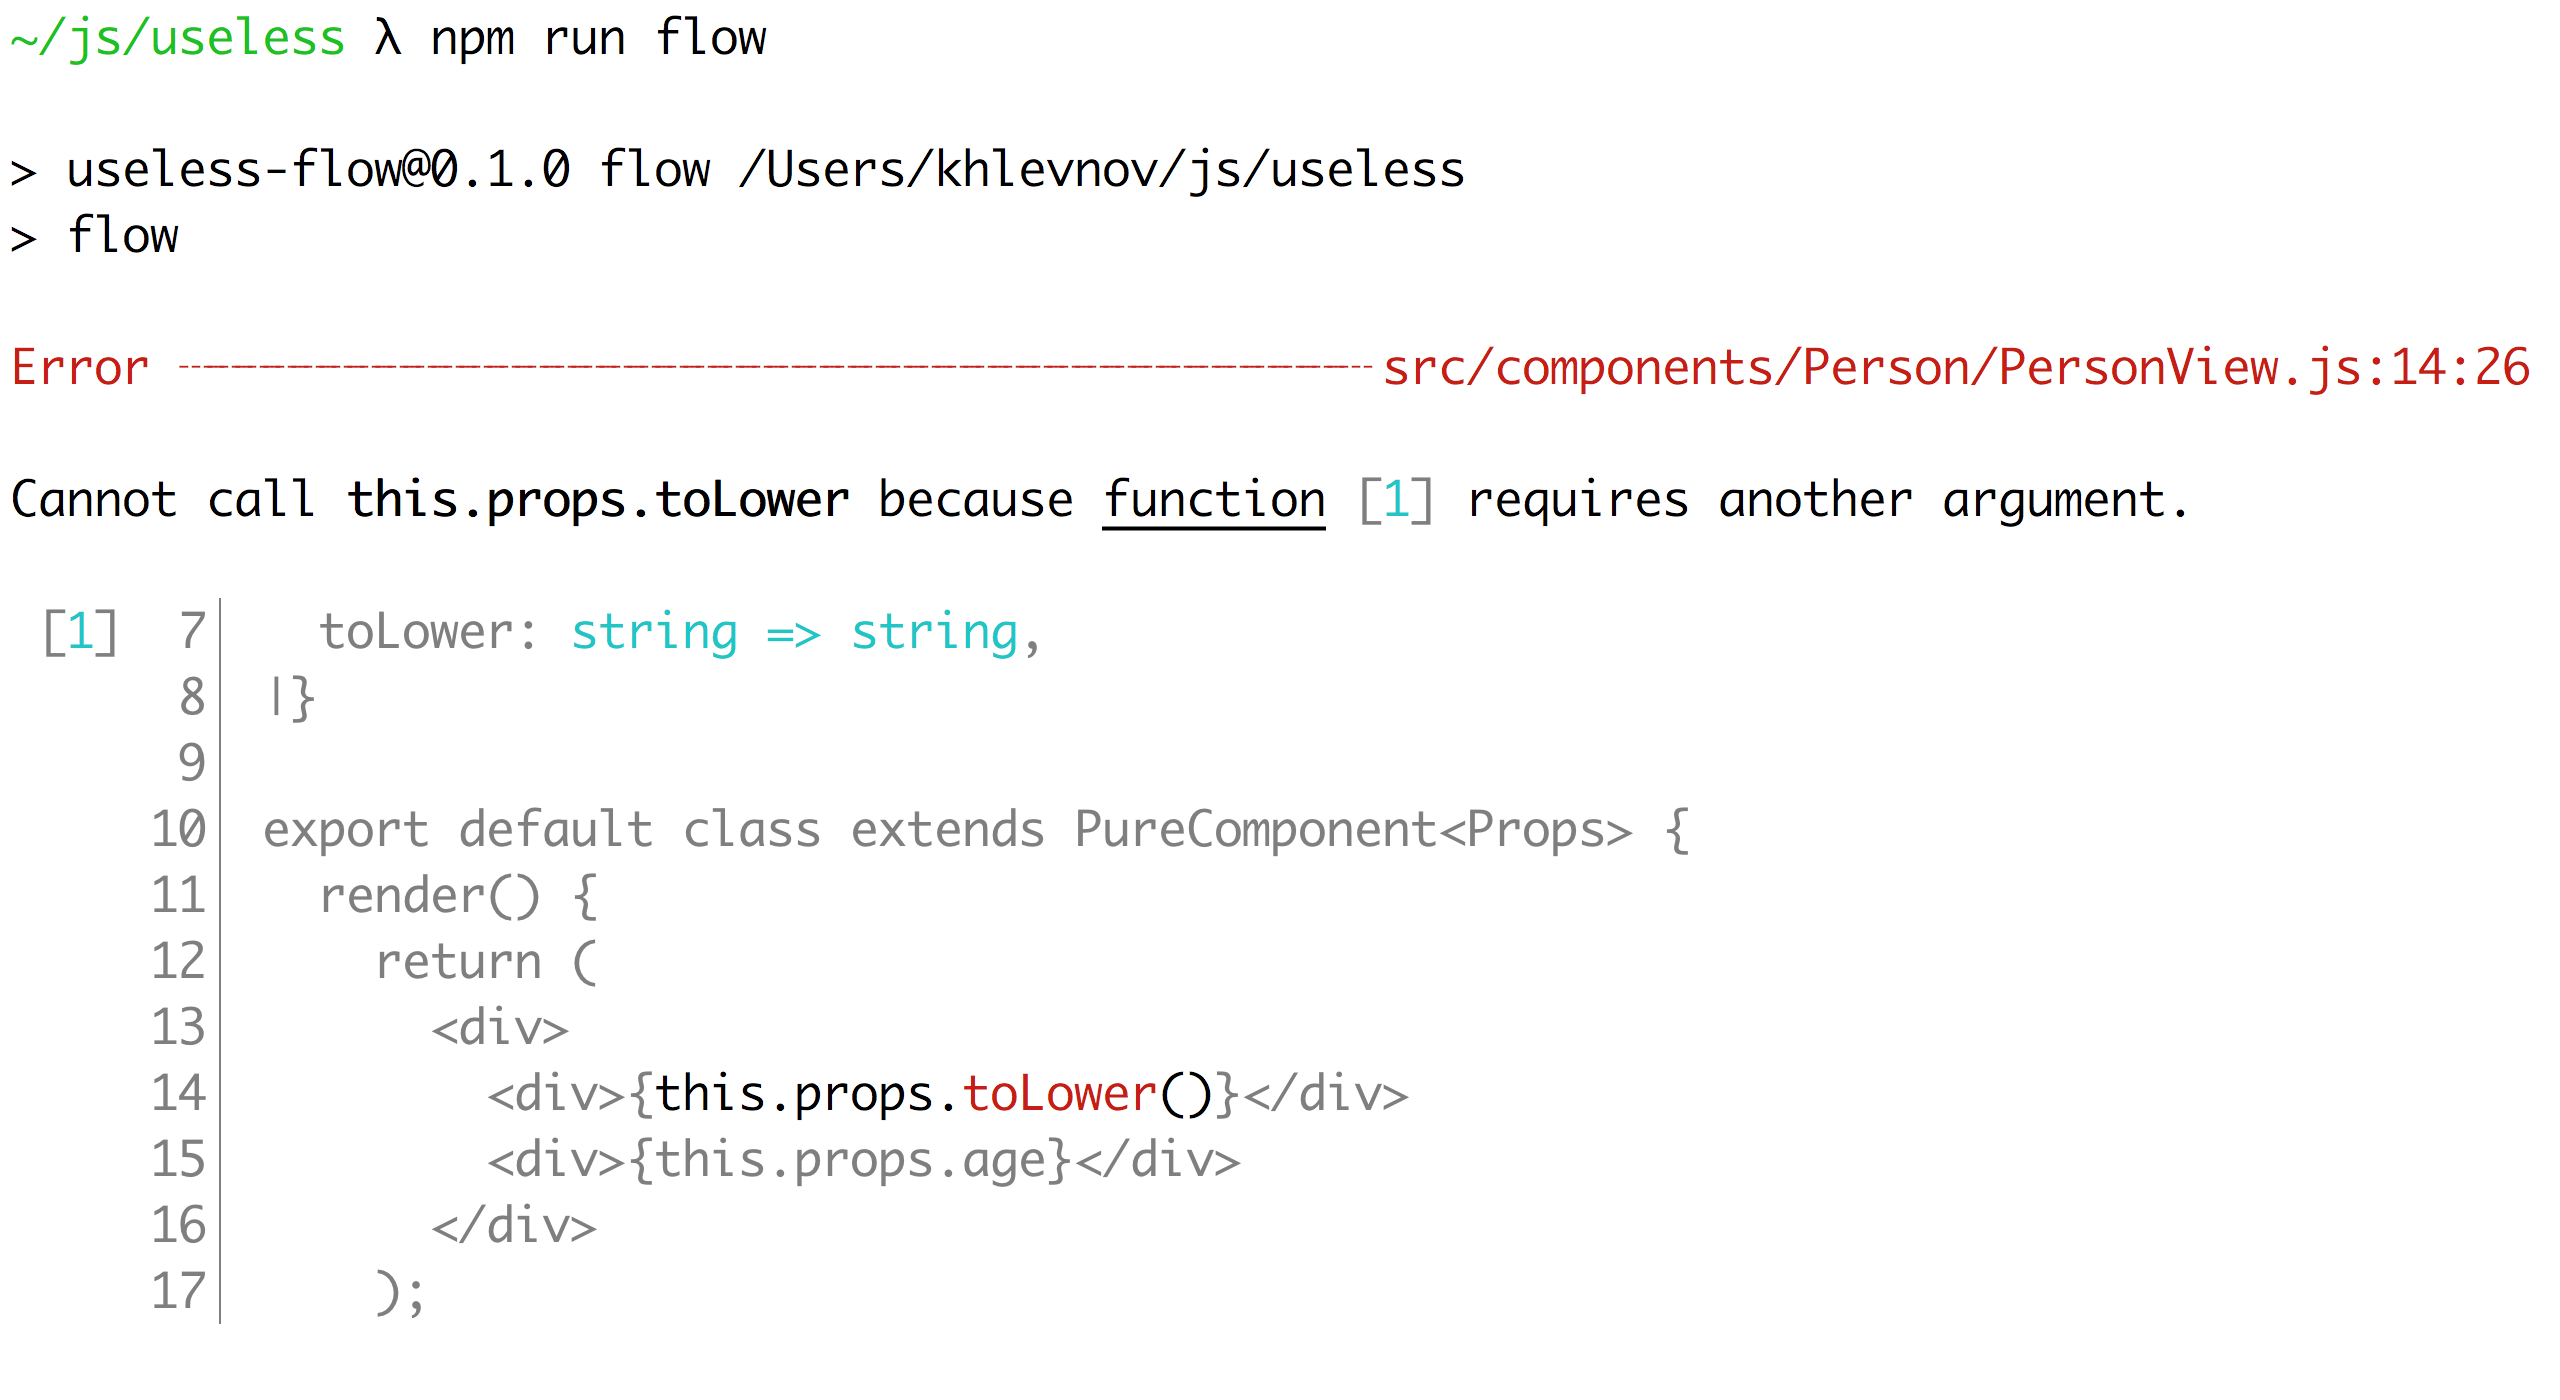 ~/js/useless λ npm run flow
> useless-flow@0.1.0 flow /Users/khlevnov/js/useless
> flow
Error ------------------------------------------- src/components/Person/PersonView.js:14:26
Cannot call this.props.toLower because function [1] requires another argument.
[1]  7│   toLower: string => string,
     8│ |}
     9│
    10│ export default class extends PureComponent<Props> {
    11│   render() {
    12│     return (
    13│       <div>
    14│         <div>{this.props.toLower()}</div>
    15│         <div>{this.props.age}</div>
    16│       </div>
    17│     );